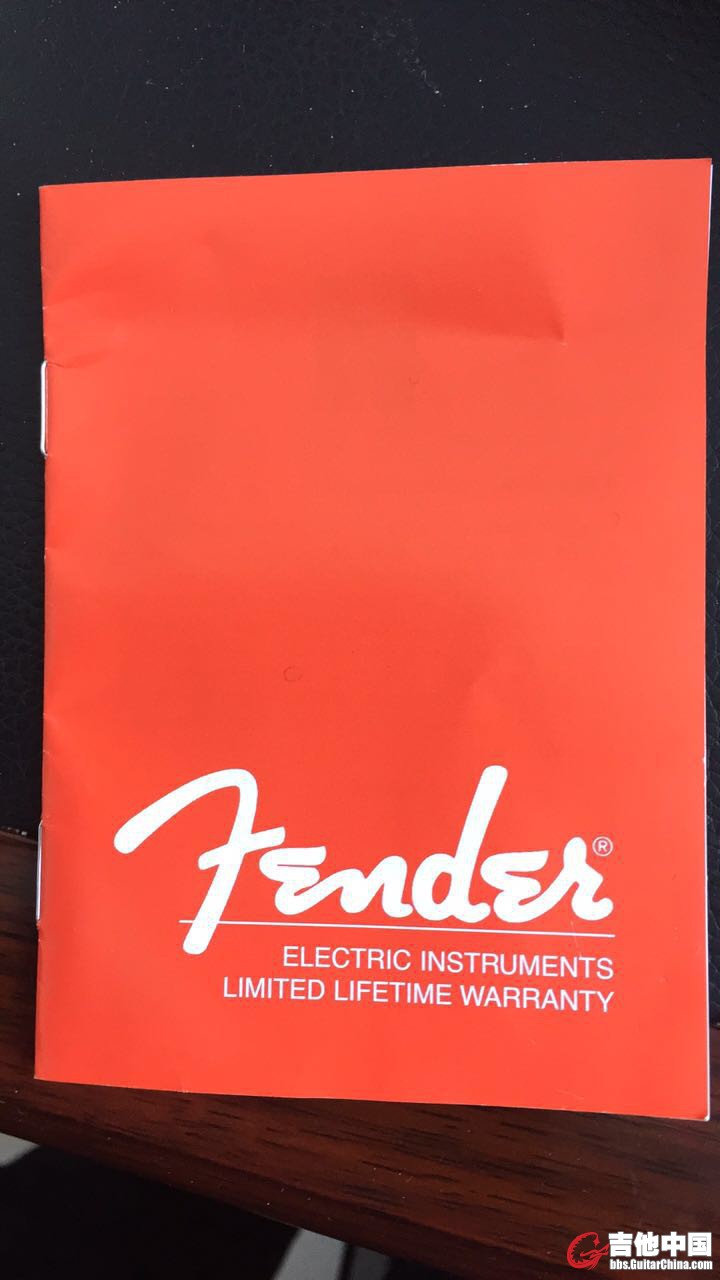 Fender®
ELECTRIC INSTRUMENTS
LIMITED LIFETIME WARRANTY
吉他中国
bbs.GuitarChina.com